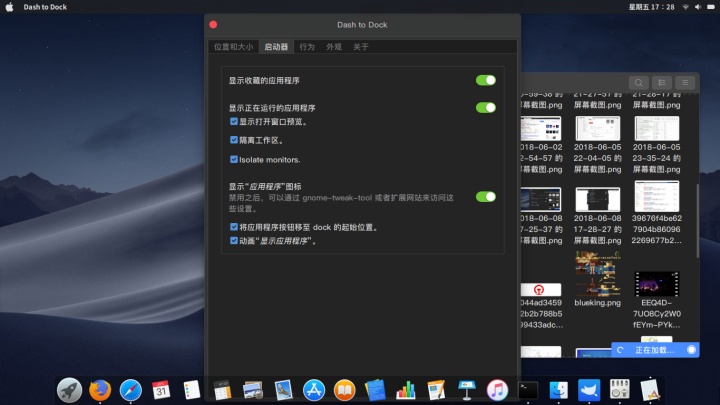 Dash to Dock
星期五 17：28
Dash to Dock
位置和大小 启动器 行为 外观 关于
显示收藏的应用程序
显示正在运行的应用程序
显示打开窗口预览。
隔离工作区。
Isolate monitors.
显示“应用程序”图标
禁用之后，可以通过 gnome-tweak-tool 或者扩展网站来访问这
些设置。
将应用程序按钮移至 dock 的起始位置。
动画“显示应用程序”。
屏幕截图.png
屏幕截图.png
屏幕截图.png
2018-06-02
2-54-57 的
屏幕截图.png
2018-06-05
22-04-05 的
屏幕截图.png
2018-06-05
23-35-24 的
屏幕截图.png
2018-06-08
7-25-37 的
屏幕截图.png
2018-06-08
17-28-27 的
屏幕截图.png
39676f4be62
7904b86096
2269677b2...
044ad3459
2b2b788b5
99433adc...
blueking.png
EEQ4D-
7UO8Cy2W0
fEYm-PYk...
正在加载...
31